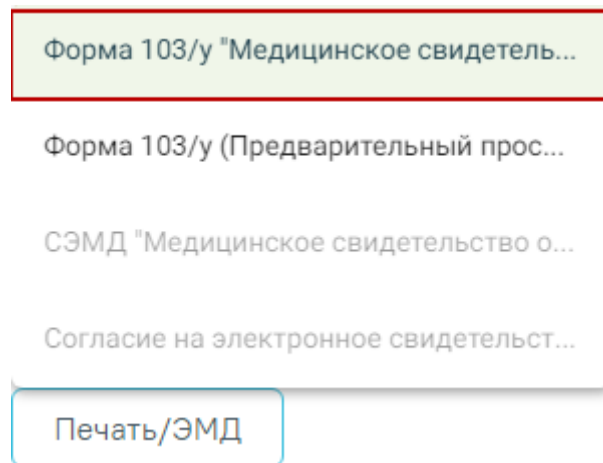 Форма 103/у "Медицинское свидетель...
Форма 103/у (Предварительный прос...
СЭМД "Медицинское свидетельство о...
Согласие на электронное свидетельст...
Печать/ЭМД